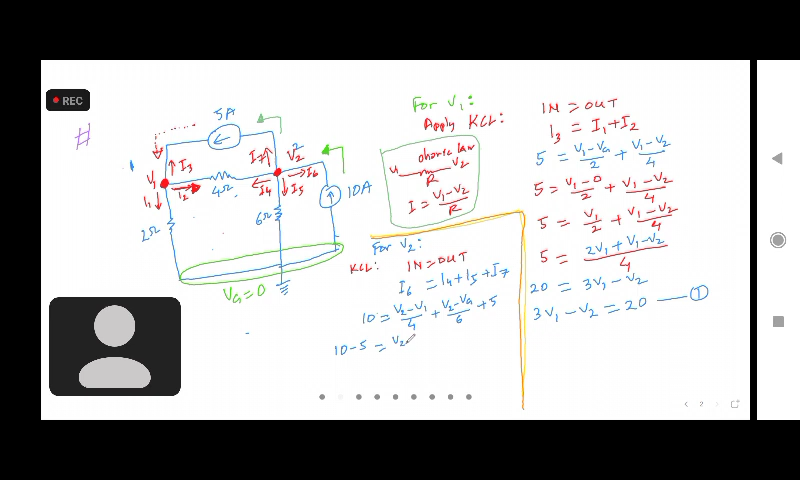 REC
#
5A
I3
I7
V2
I6
V1
I1
I2
4Ω
I4
I5
10A
2Ω
6Ω
VG=0
For V1:
Apply KCL:
ohm's law
V1 V2
R
I = V1-V2/R
For V2:
KCL: IN=OUT
I6 = I4+I5+I7
10 = V2-V1/4 + V2-VG/6 + 5
10-5 = V2
IN = OUT
I3 = I1+I2
5 = V1-VG/2 + V1-V2/4
5 = V1-0/2 + V1-V2/4
5 = V1/2 + V1-V2/4
5 = 2V1+V1-V2/4
20 = 3V1-V2
3V1-V2 = 20 — ①
2